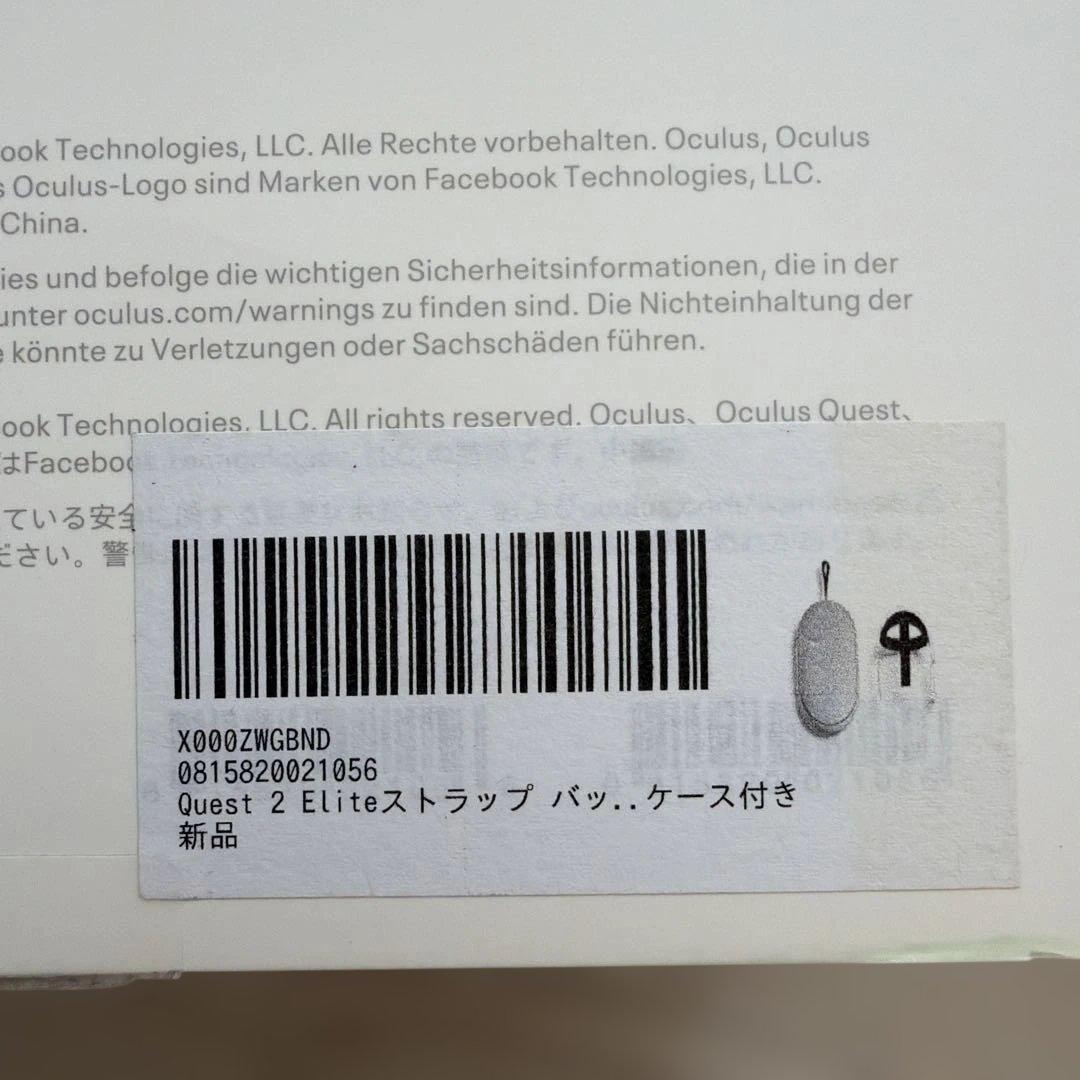 ook Technologies, LLC. Alle Rechte vorbehalten. Oculus, Oculus
s Oculus-Logo sind Marken von Facebook Technologies, LLC.
China.
ies und befolge die wichtigen Sicherheitsinformationen, die in der
unter oculus.com/warnings zu finden sind. Die Nichteinhaltung der
e könnte zu Verletzungen oder Sachschäden führen.
ook Technologies, LLC. All rights reserved. Oculus、Oculus Quest、
はFacebook
ている安全
ださい。警
X000ZWGBND
0815820021056
Quest 2 Eliteストラップ バッ..ケース付き
新品